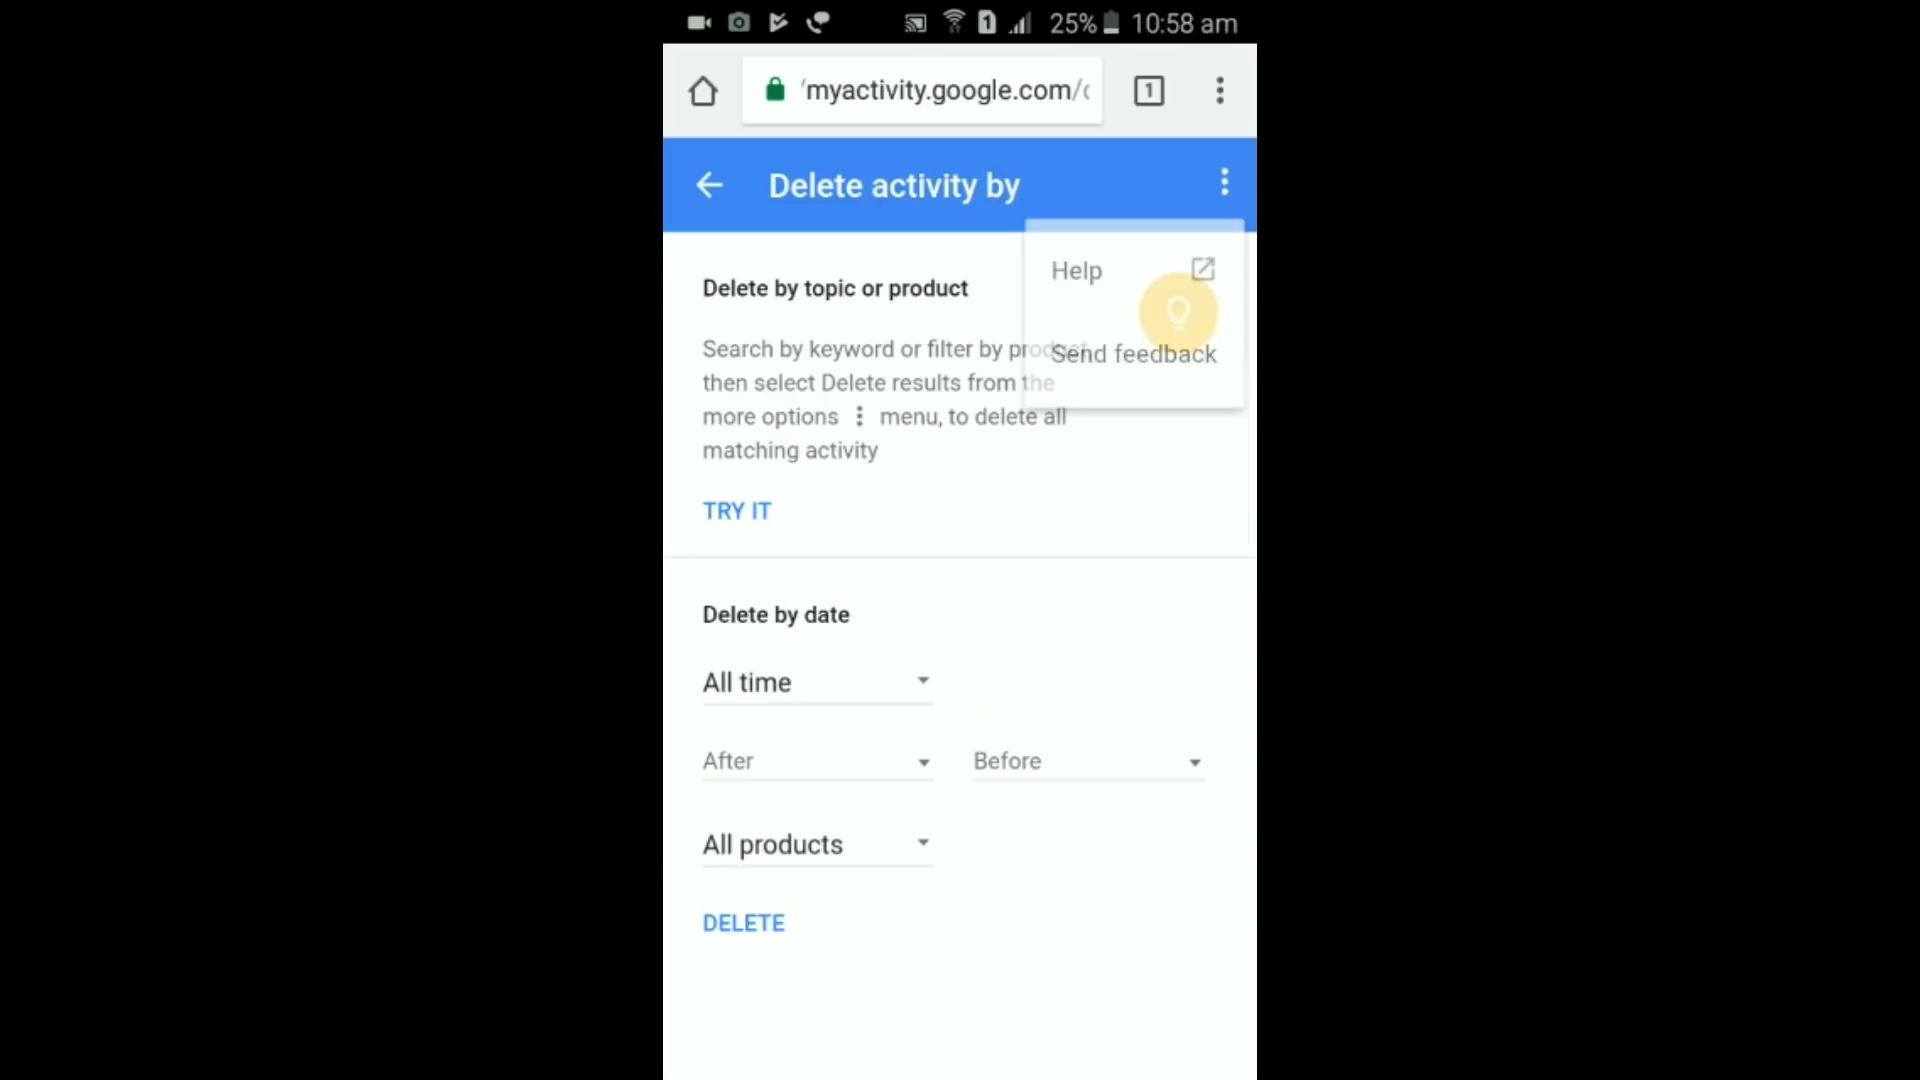 25% 10:58 am
myactivity.google.com/
1
Delete activity by
Help
Delete by topic or product
Search by keyword or filter by product,
Send feedback
then select Delete results from the
more options menu, to delete all
matching activity
TRY IT
Delete by date
All time
After Before
All products
DELETE